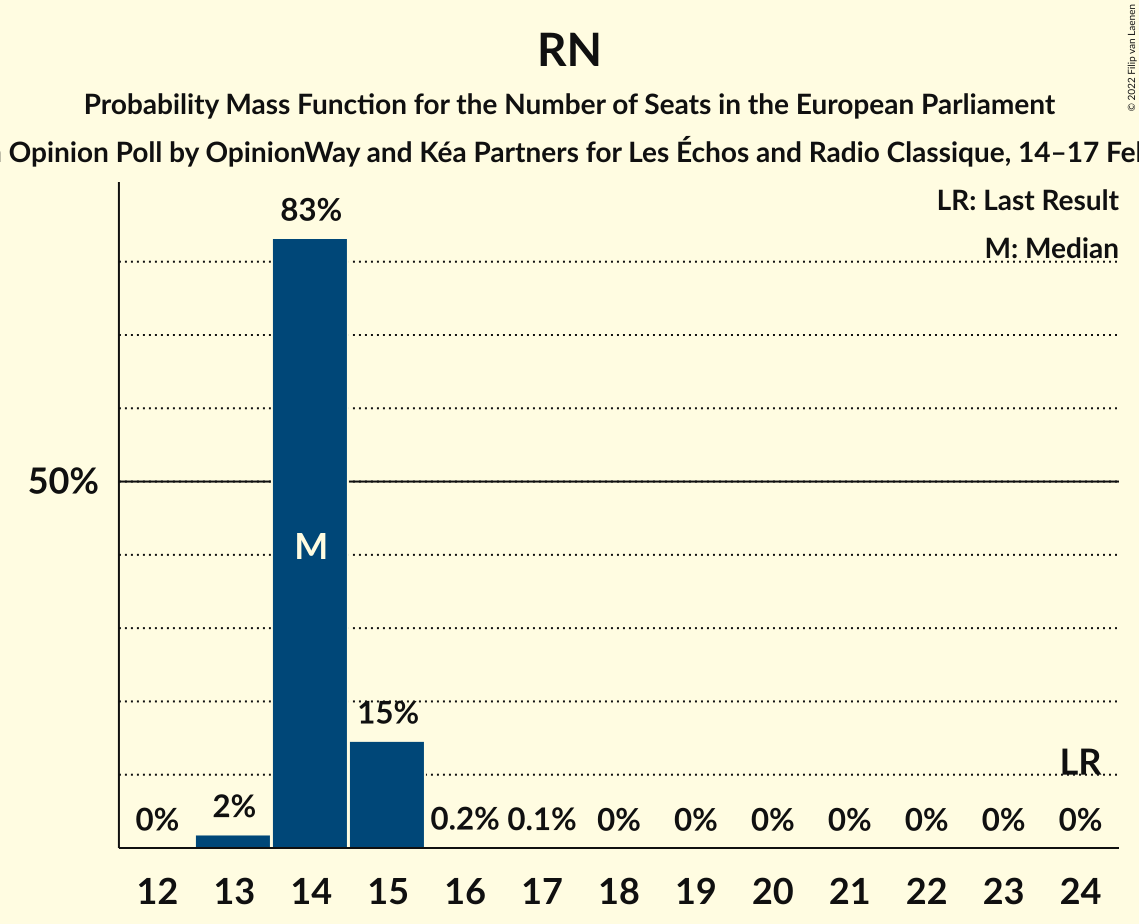 RN
Probability Mass Function for the Number of Seats in the European Parliament
Opinion Poll by OpinionWay and Kéa Partners for Les Échos and Radio Classique, 14–17
© 2022 Filip van Laenen
LR: Last Result
M: Median
83%
50%
M
15%
LR
0% 2% 0.2% 0.1% 0% 0% 0% 0% 0% 0% 0%
12 13 14 15 16 17 18 19 20 21 22 23 24